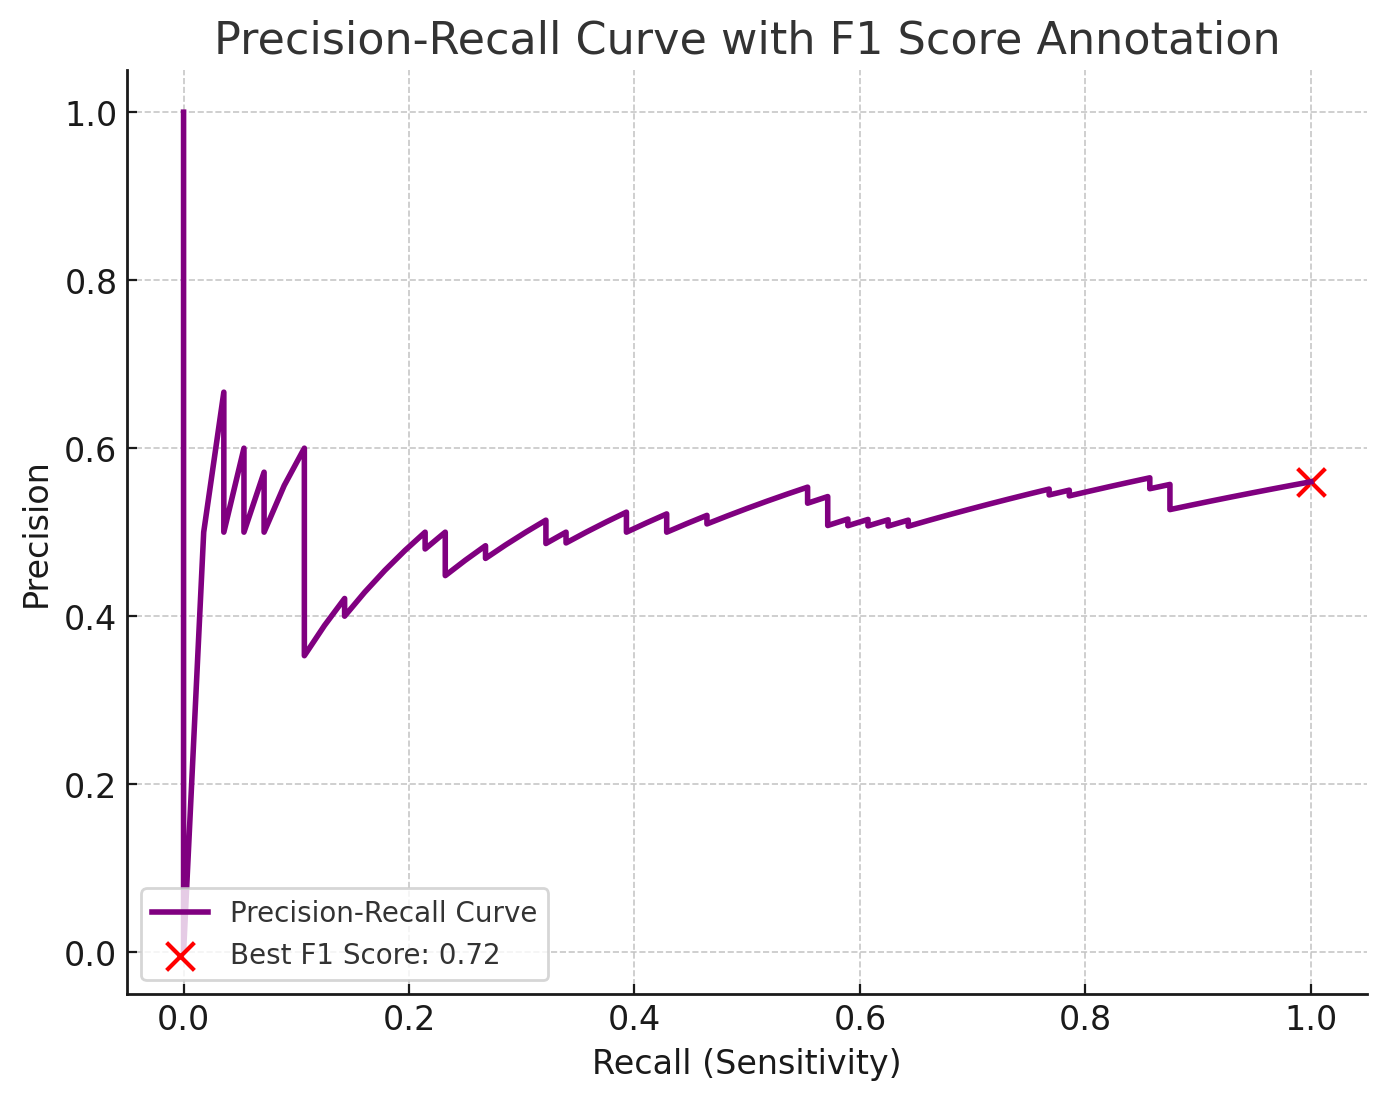 Precision-Recall Curve with F1 Score Annotation
1.0
0.8
0.6
0.4
0.2
0.0
Precision
Precision-Recall Curve
Best F1 Score: 0.72
0.0 0.2 0.4 0.6 0.8 1.0
Recall (Sensitivity)